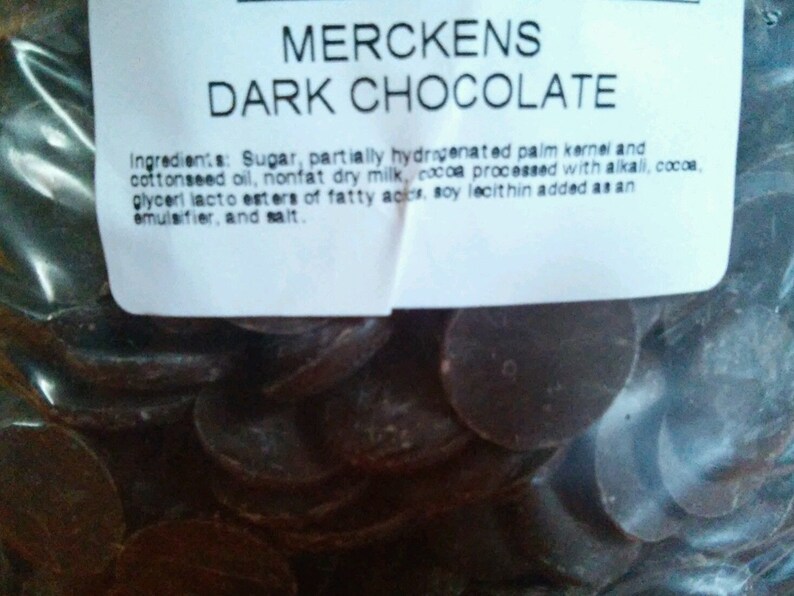 MERCKENS
DARK CHOCOLATE
Ingredients: Sugar, partially hydrogenated palm kernel and
cottonseed oil, nonfat dry milk, cocoa processed with alkali, cocoa,
glycerl lacto esters of fatty acids, soy lecithin added as an
emulsifier, and salt.